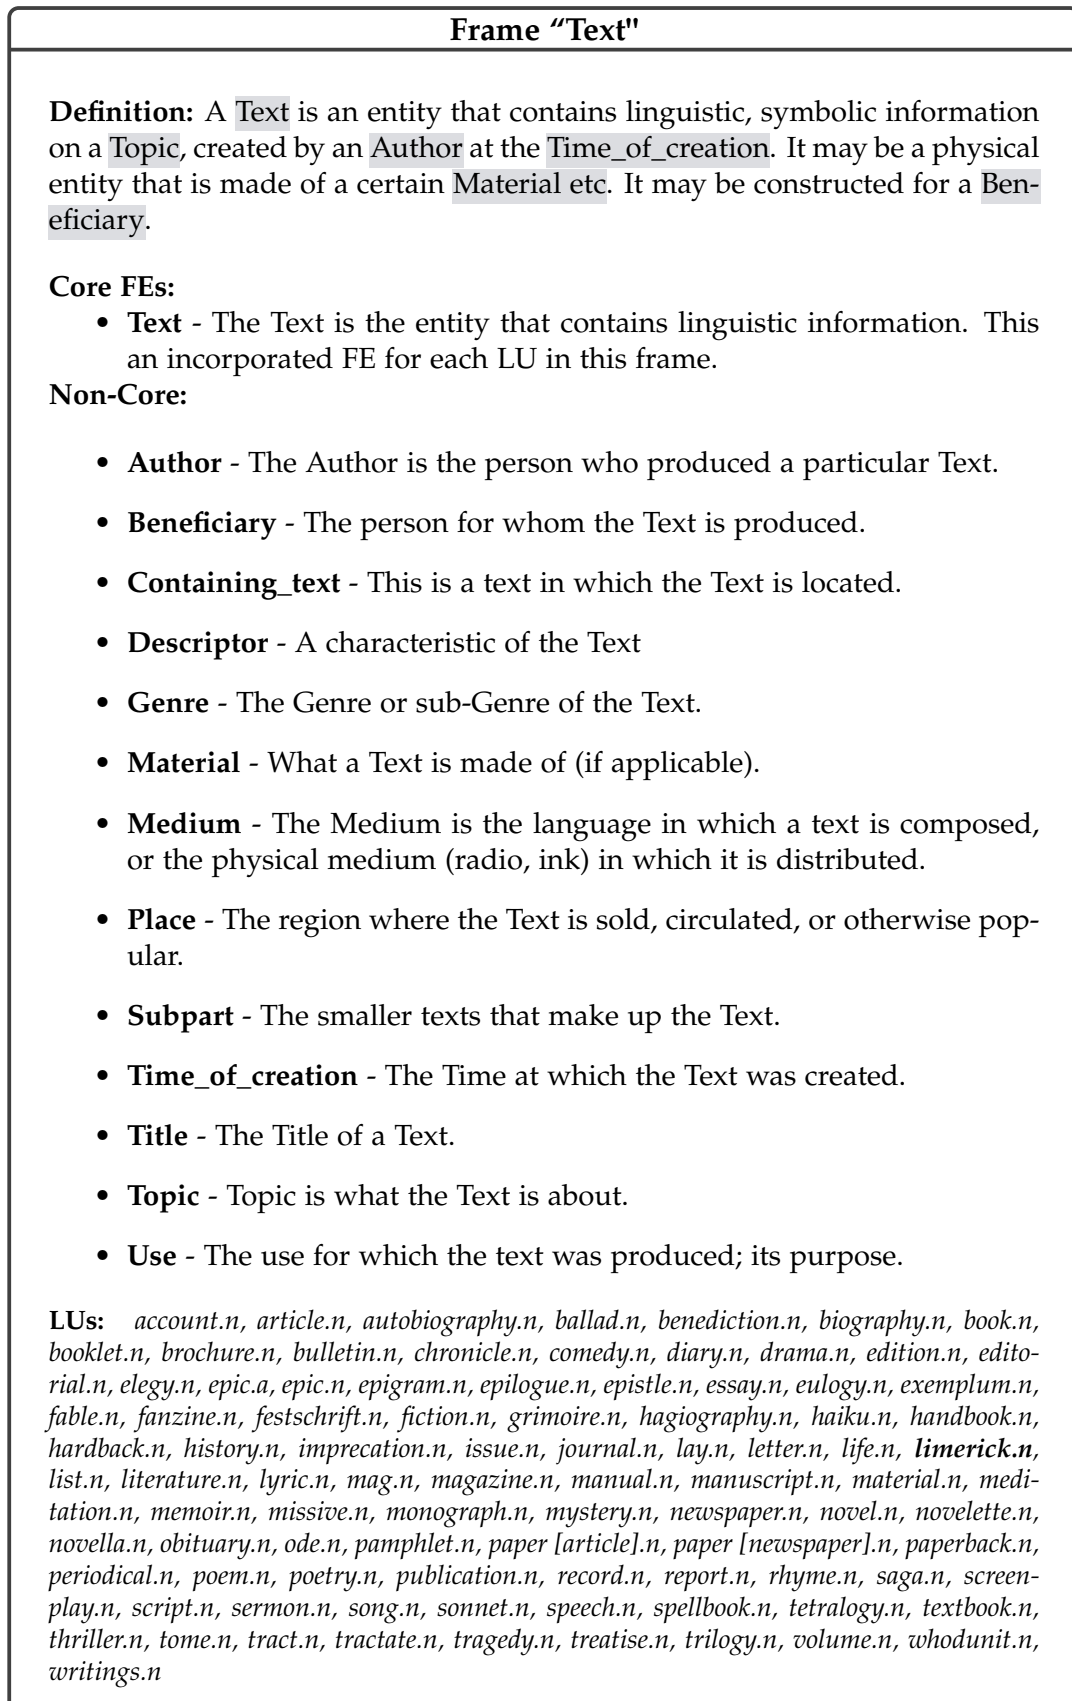 Frame “Text"
Definition: A Text is an entity that contains linguistic, symbolic information
on a Topic, created by an Author at the Time_of_creation. It may be a physical
entity that is made of a certain Material etc. It may be constructed for a Ben-
eficiary.
Core FEs:
• Text - The Text is the entity that contains linguistic information. This
an incorporated FE for each LU in this frame.
Non-Core:
• Author - The Author is the person who produced a particular Text.
• Beneficiary - The person for whom the Text is produced.
• Containing_text - This is a text in which the Text is located.
• Descriptor - A characteristic of the Text
• Genre - The Genre or sub-Genre of the Text.
• Material - What a Text is made of (if applicable).
• Medium - The Medium is the language in which a text is composed,
or the physical medium (radio, ink) in which it is distributed.
• Place - The region where the Text is sold, circulated, or otherwise pop-
ular.
• Subpart - The smaller texts that make up the Text.
• Time_of_creation - The Time at which the Text was created.
• Title - The Title of a Text.
• Topic - Topic is what the Text is about.
• Use - The use for which the text was produced; its purpose.
LUs: account.n, article.n, autobiography.n, ballad.n, benediction.n, biography.n, book.n,
booklet.n, brochure.n, bulletin.n, chronicle.n, comedy.n, diary.n, drama.n, edition.n, edito-
rial.n, elegy.n, epic.a, epic.n, epigram.n, epilogue.n, epistle.n, essay.n, eulogy.n, exemplum.n,
fable.n, fanzine.n, festschrift.n, fiction.n, grimoire.n, hagiography.n, haiku.n, handbook.n,
hardback.n, history.n, imprecation.n, issue.n, journal.n, lay.n, letter.n, life.n, limerick.n,
list.n, literature.n, lyric.n, mag.n, magazine.n, manual.n, manuscript.n, material.n, medi-
tation.n, memoir.n, missive.n, monograph.n, mystery.n, newspaper.n, novel.n, novelette.n,
novella.n, obituary.n, ode.n, pamphlet.n, paper [article].n, paper [newspaper].n, paperback.n,
periodical.n, poem.n, poetry.n, publication.n, record.n, report.n, rhyme.n, saga.n, screen-
play.n, script.n, sermon.n, song.n, sonnet.n, speech.n, spellbook.n, tetralogy.n, textbook.n,
thriller.n, tome.n, tract.n, tractate.n, tragedy.n, treatise.n, trilogy.n, volume.n, whodunit.n,
writings.n